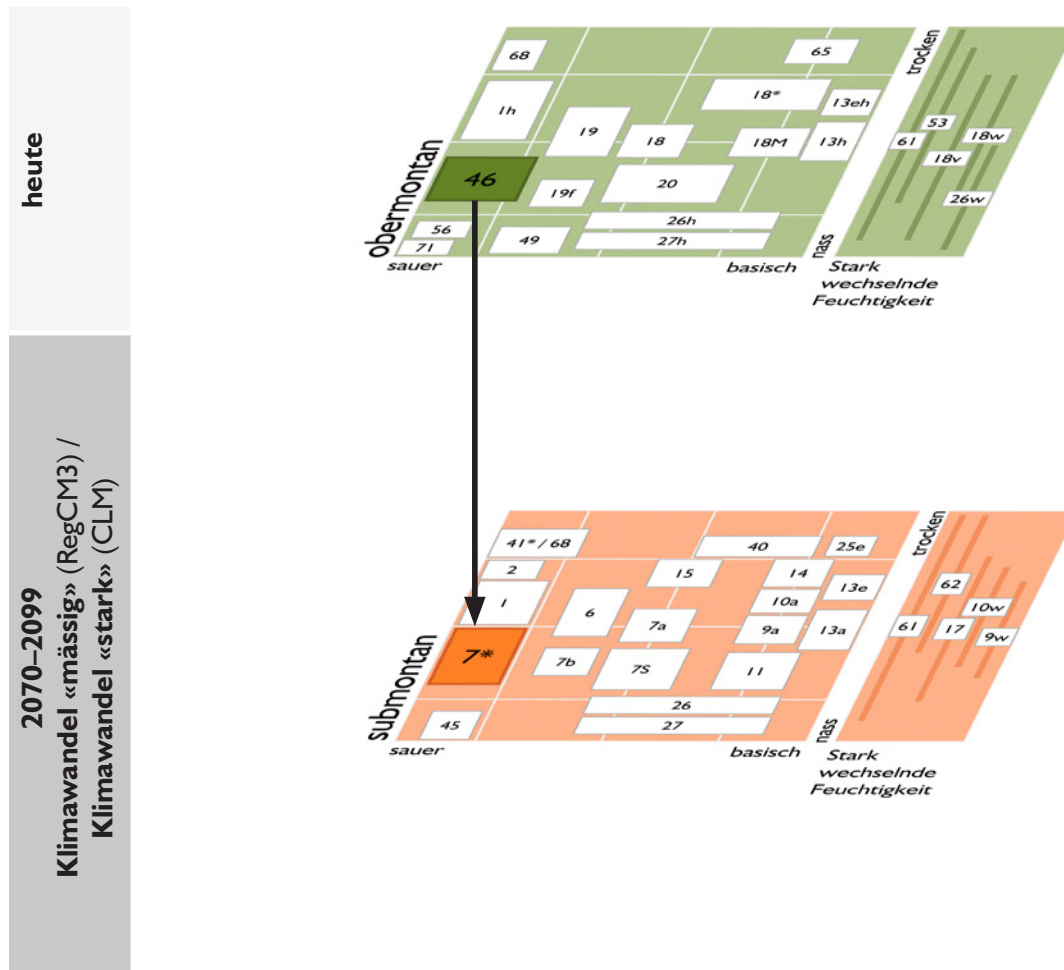 heute
obermontan
68
65
1h
18*
13eh
19
18
18M
13h
46
19f
20
56
71
49
26h
27h
sauer
basisch
nass
trocken
53
61
18w
18v
26w
Stark
wechselnde
Feuchtigkeit
2070–2099
Klimawandel «mässig» (RegCM3) /
Klimawandel «stark» (CLM)
submontan
41* / 68
40
25e
2
15
14
13e
1
6
10a
7a
9a
13a
7*
7b
7S
11
45
26
27
sauer
basisch
nass
trocken
62
10w
61
17
9w
Stark
wechselnde
Feuchtigkeit